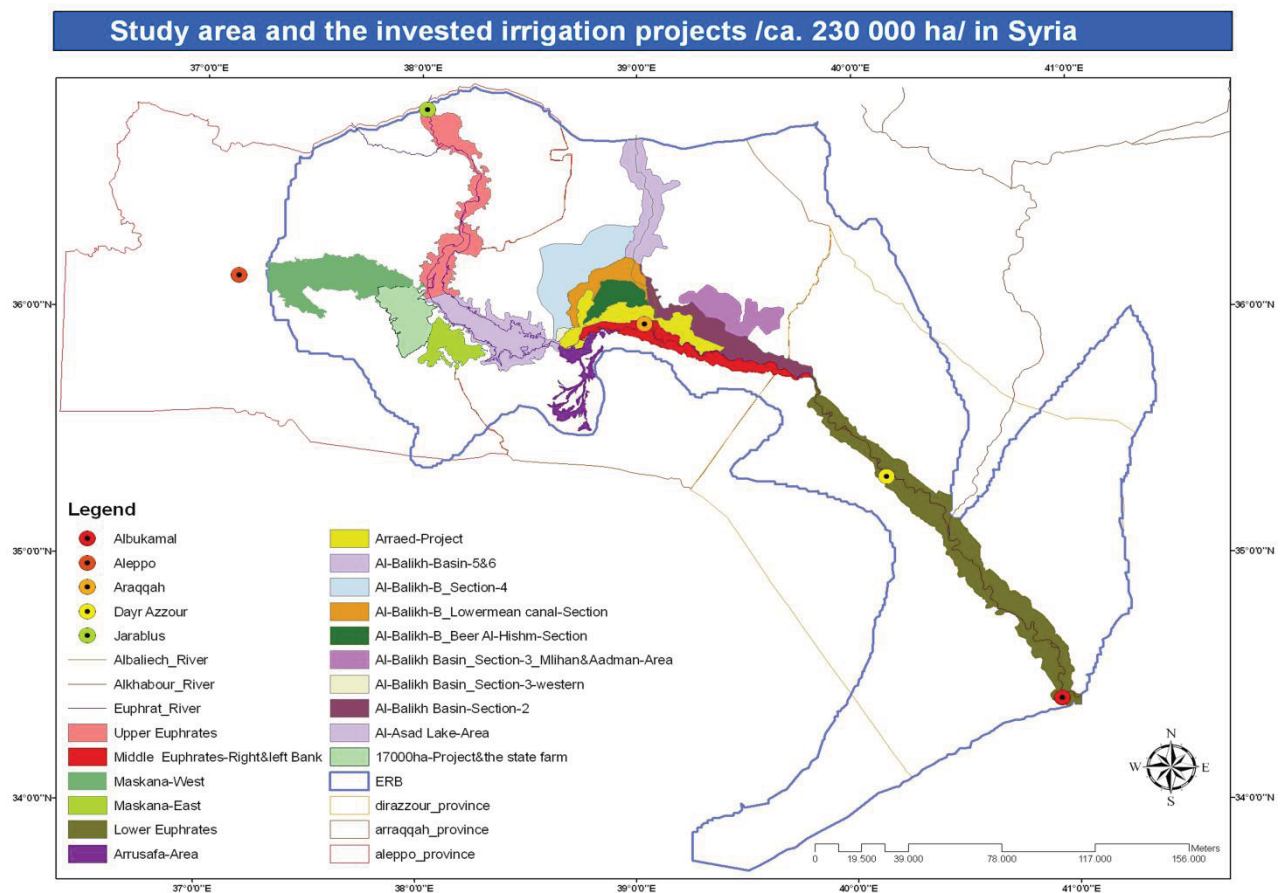 Study area and the invested irrigation projects /ca. 230 000 ha/ in Syria
37°0'0"E 38°0'0"E 39°0'0"E 40°0'0"E 41°0'0"E
36°0'0"N 36°0'0"N
35°0'0"N 35°0'0"N
34°0'0"N 34°0'0"N
Legend
Albukamal
Aleppo
Araqqah
Dayr Azzour
Jarablus
Albaliech_River
Alkhabour_River
Euphrat_River
Upper Euphrates
Middle Euphrates-Right&left Bank
Maskana-West
Maskana-East
Lower Euphrates
Arrusafa-Area
Arraed-Project
Al-Balikh-Basin-5&6
Al-Balikh-B_Section-4
Al-Balikh-B_Lowermean canal-Section
Al-Balikh-B_Beer Al-Hishm-Section
Al-Balikh Basin_Section-3_Mlihan&Aadman-Area
Al-Balikh Basin_Section-3-western
Al-Balikh Basin-Section-2
Al-Asad Lake-Area
17000ha-Project&the state farm
ERB
dirazzour_province
arraqqah_province
aleppo_province
N
W E
S
Meters
0 19.500 39.000 78.000 117.000 156.000
37°0'0"E 38°0'0"E 39°0'0"E 40°0'0"E 41°0'0"E